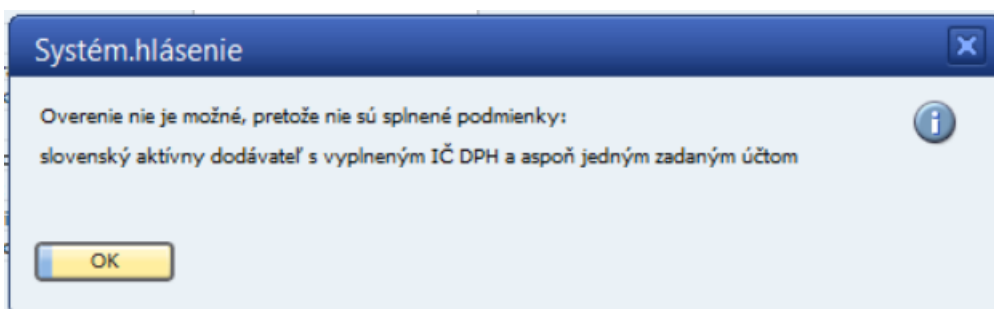 Systém.hlásenie
Overenie nie je možné, pretože nie sú splnené podmienky:
slovenský aktívny dodávateľ s vyplneným IČ DPH a aspoň jedným zadaným účtom
OK